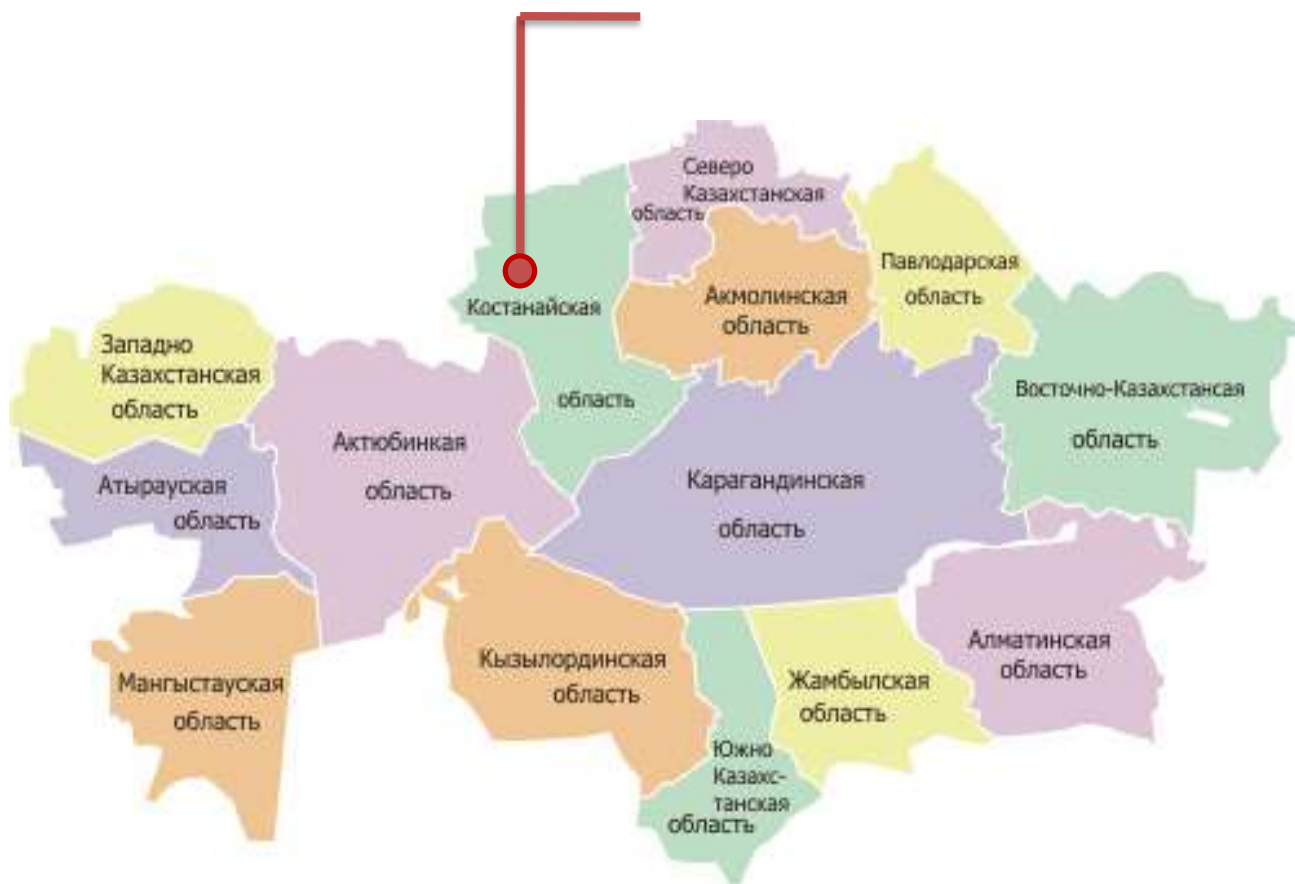 Северо
Казахстанская
область
Павлодарская
область
Костанайская
область
Акмолинская
область
Западно
Казахстанская
область
Восточно-Казахстансая
область
Актюбинкая
область
Карагандинская
область
Атырауская
область
Мангыстауская
область
Кызылординская
область
Алматинская
область
Жамбылская
область
Южно
Казахс-
танская
область